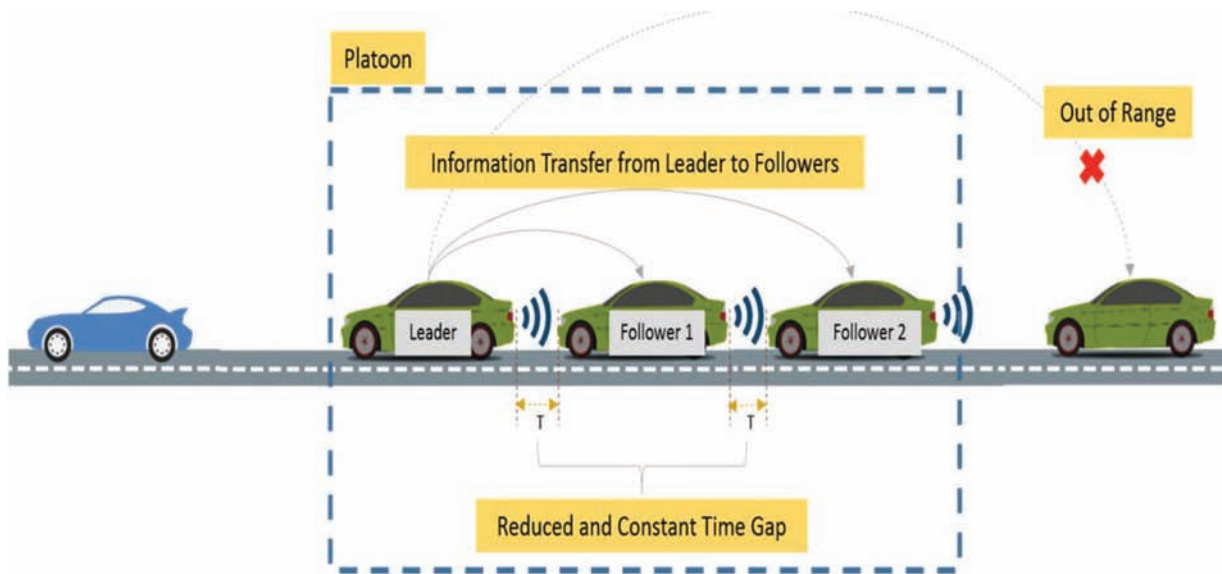 Platoon
Out of Range
Information Transfer from Leader to Followers
Leader
Follower 1
Follower 2
T
T
Reduced and Constant Time Gap